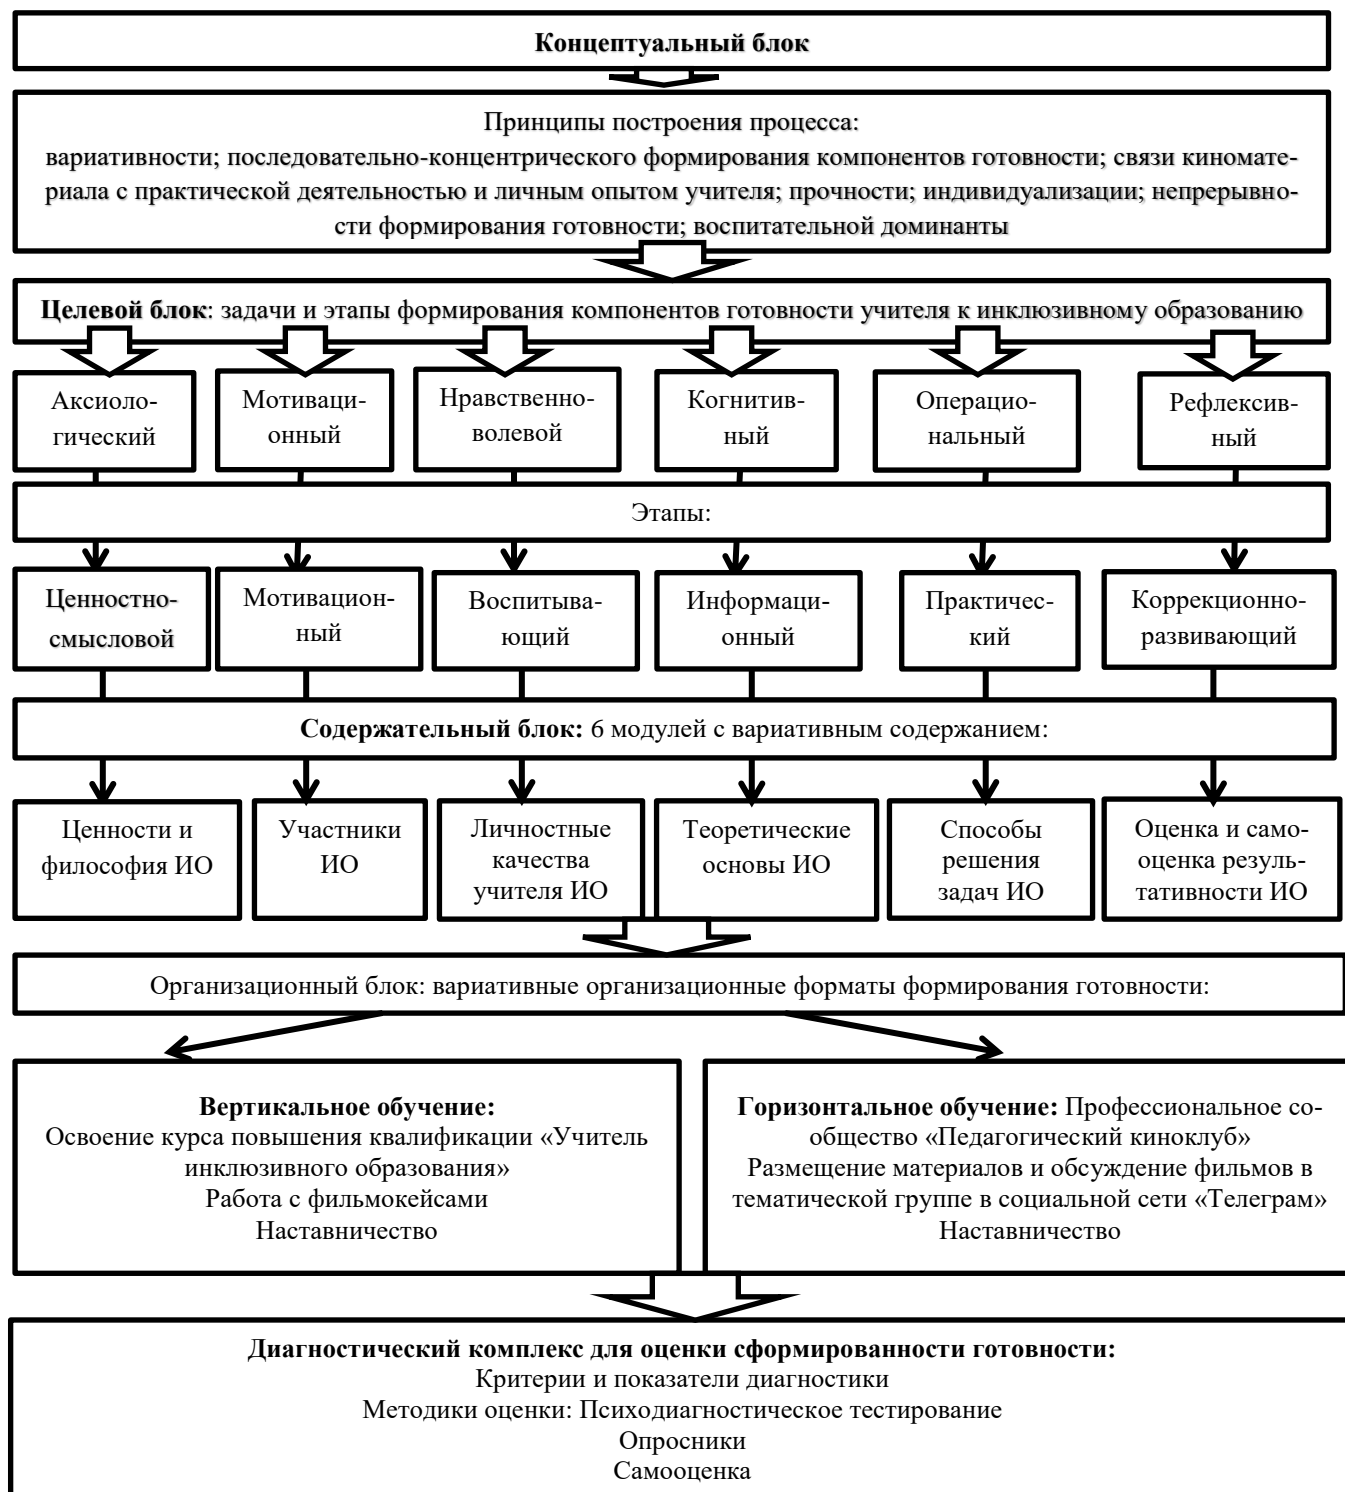 Концептуальный блок
Принципы построения процесса:
вариативности; последовательно-концентрического формирования компонентов готовности; связи киномате-
риала с практической деятельностью и личным опытом учителя; прочности; индивидуализации; непрерывно-
сти формирования готовности; воспитательной доминанты
Целевой блок: задачи и этапы формирования компонентов готовности учителя к инклюзивному образованию
Аксиоло-
гический
Мотиваци-
онный
Нравственно-
волевой
Когнитив-
ный
Операцио-
нальный
Рефлексив-
ный
Этапы:
Ценностно-
смысловой
Мотивацион-
ный
Воспитыва-
ющий
Информаци-
онный
Практичес-
кий
Коррекционно-
развивающий
Содержательный блок: 6 модулей с вариативным содержанием:
Ценности и
философия ИО
Участники
ИО
Личностные
качества
учителя ИО
Теоретические
основы ИО
Способы
решения
задач ИО
Оценка и само-
оценка резуль-
тативности ИО
Организационный блок: вариативные организационные форматы формирования готовности:
Вертикальное обучение:
Освоение курса повышения квалификации «Учитель
инклюзивного образования»
Работа с фильмокейсами
Наставничество
Горизонтальное обучение: Профессиональное со-
общество «Педагогический киноклуб»
Размещение материалов и обсуждение фильмов в
тематической группе в социальной сети «Телеграм»
Наставничество
Диагностический комплекс для оценки сформированности готовности:
Критерии и показатели диагностики
Методики оценки: Психодиагностическое тестирование
Опросники
Самооценка